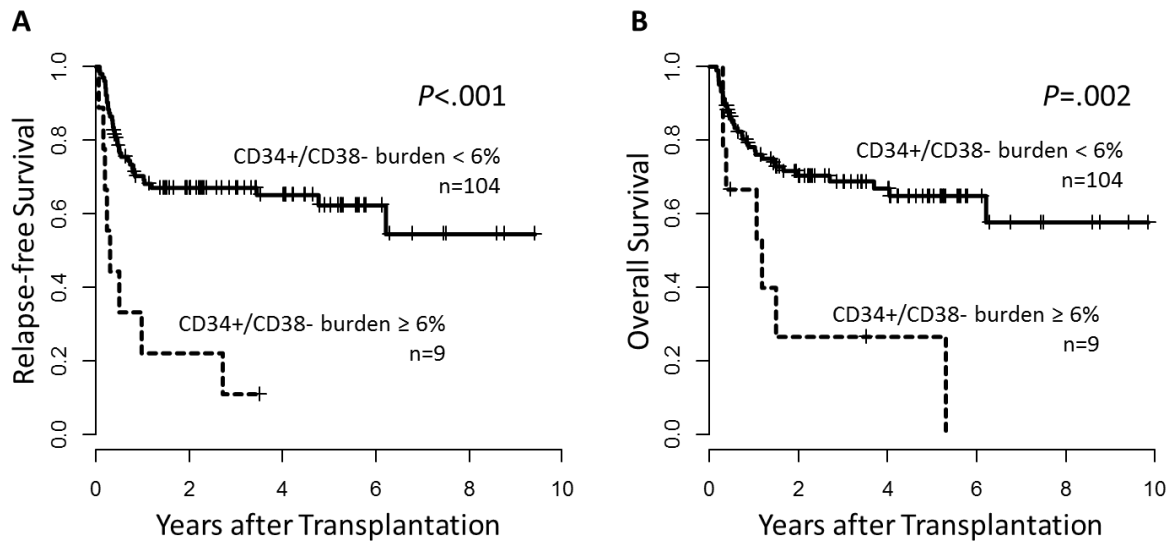 A
Relapse-free Survival
1.0
0.8
0.6
0.4
0.2
0.0
P<.001
CD34+/CD38- burden < 6%
n=104
CD34+/CD38- burden ≥ 6%
n=9
0 2 4 6 8 10
Years after Transplantation
B
Overall Survival
1.0
0.8
0.6
0.4
0.2
0.0
P=.002
CD34+/CD38- burden < 6%
n=104
CD34+/CD38- burden ≥ 6%
n=9
0 2 4 6 8 10
Years after Transplantation